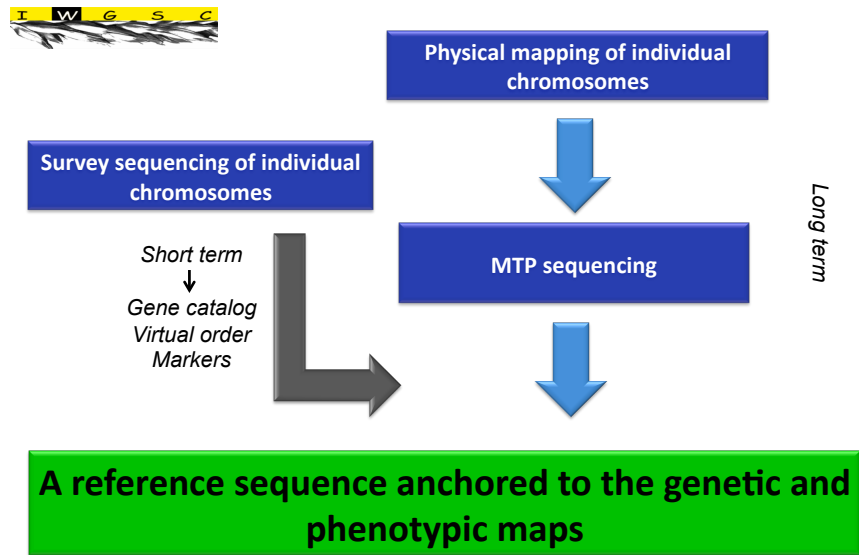 I W G S C
Physical mapping of individual
chromosomes
Survey sequencing of individual
chromosomes
Long term
Short term
MTP sequencing
Gene catalog
Virtual order
Markers
A reference sequence anchored to the genetic and
phenotypic maps